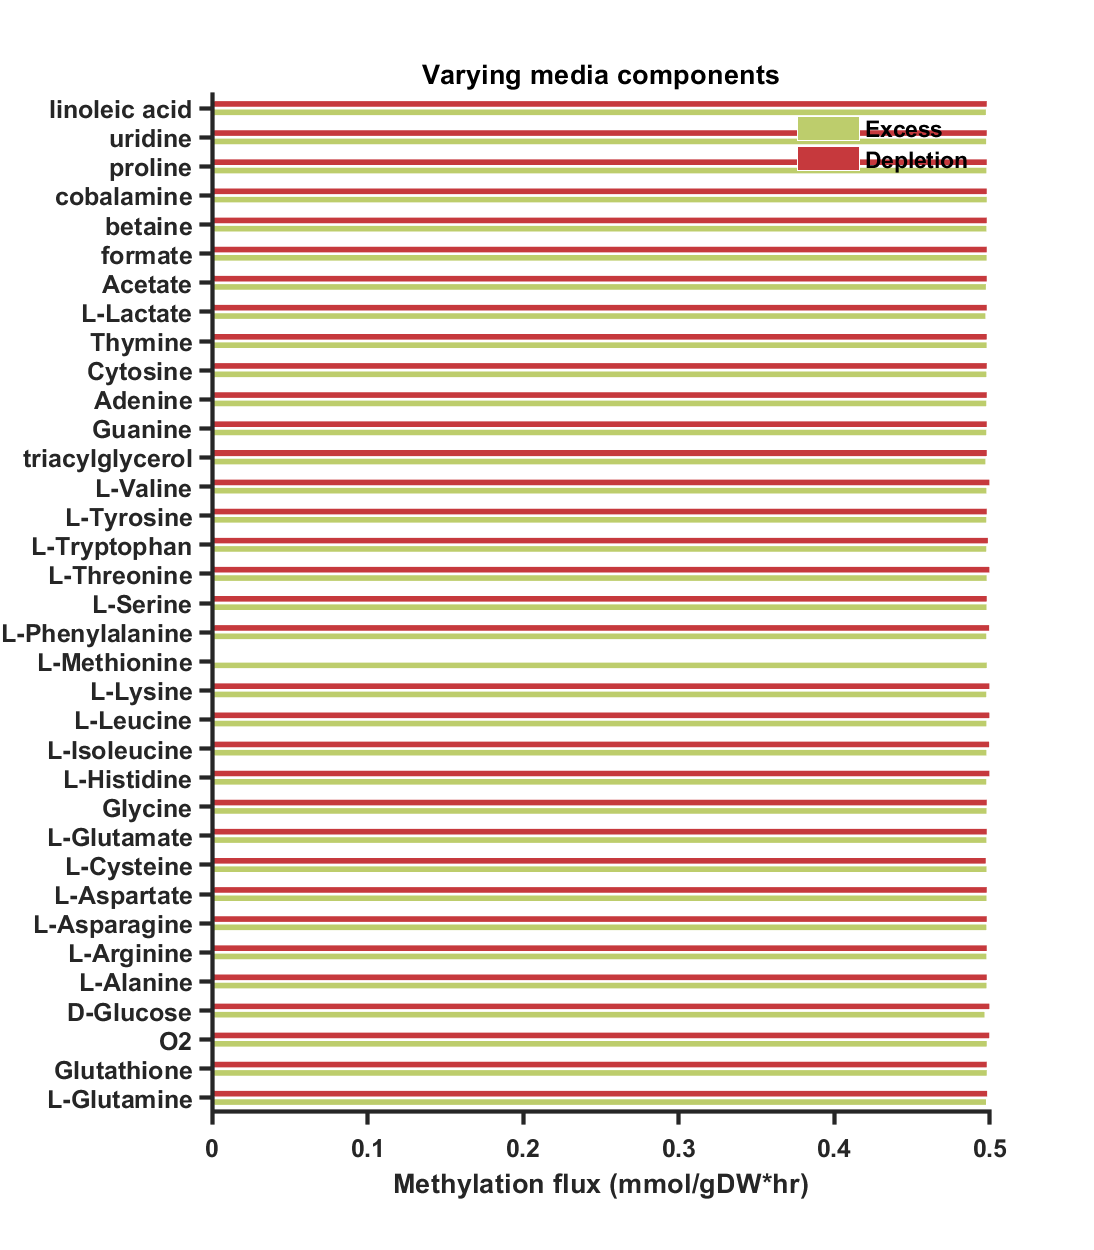 Varying media components
linoleic acid
uridine
proline
cobalamine
betaine
formate
Acetate
L-Lactate
Thymine
Cytosine
Adenine
Guanine
triacylglycerol
L-Valine
L-Tyrosine
L-Tryptophan
L-Threonine
L-Serine
L-Phenylalanine
L-Methionine
L-Lysine
L-Leucine
L-Isoleucine
L-Histidine
Glycine
L-Glutamate
L-Cysteine
L-Aspartate
L-Asparagine
L-Arginine
L-Alanine
D-Glucose
O2
Glutathione
L-Glutamine
Excess
Depletion
0 0.1 0.2 0.3 0.4 0.5
Methylation flux (mmol/gDW*hr)